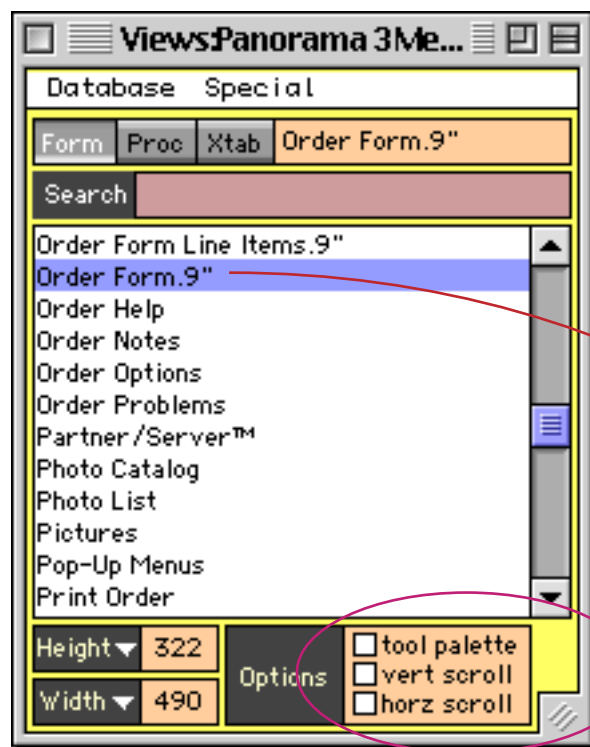 Views:Panorama 3Me...
Database Special
Form Proc Xtab Order Form.9"
Search
Order Form Line Items.9"
Order Form.9"
Order Help
Order Notes
Order Options
Order Problems
Partner/Server™
Photo Catalog
Photo List
Pictures
Pop-Up Menus
Print Order
Height 322
Width 490
Options
tool palette
vert scroll
horz scroll